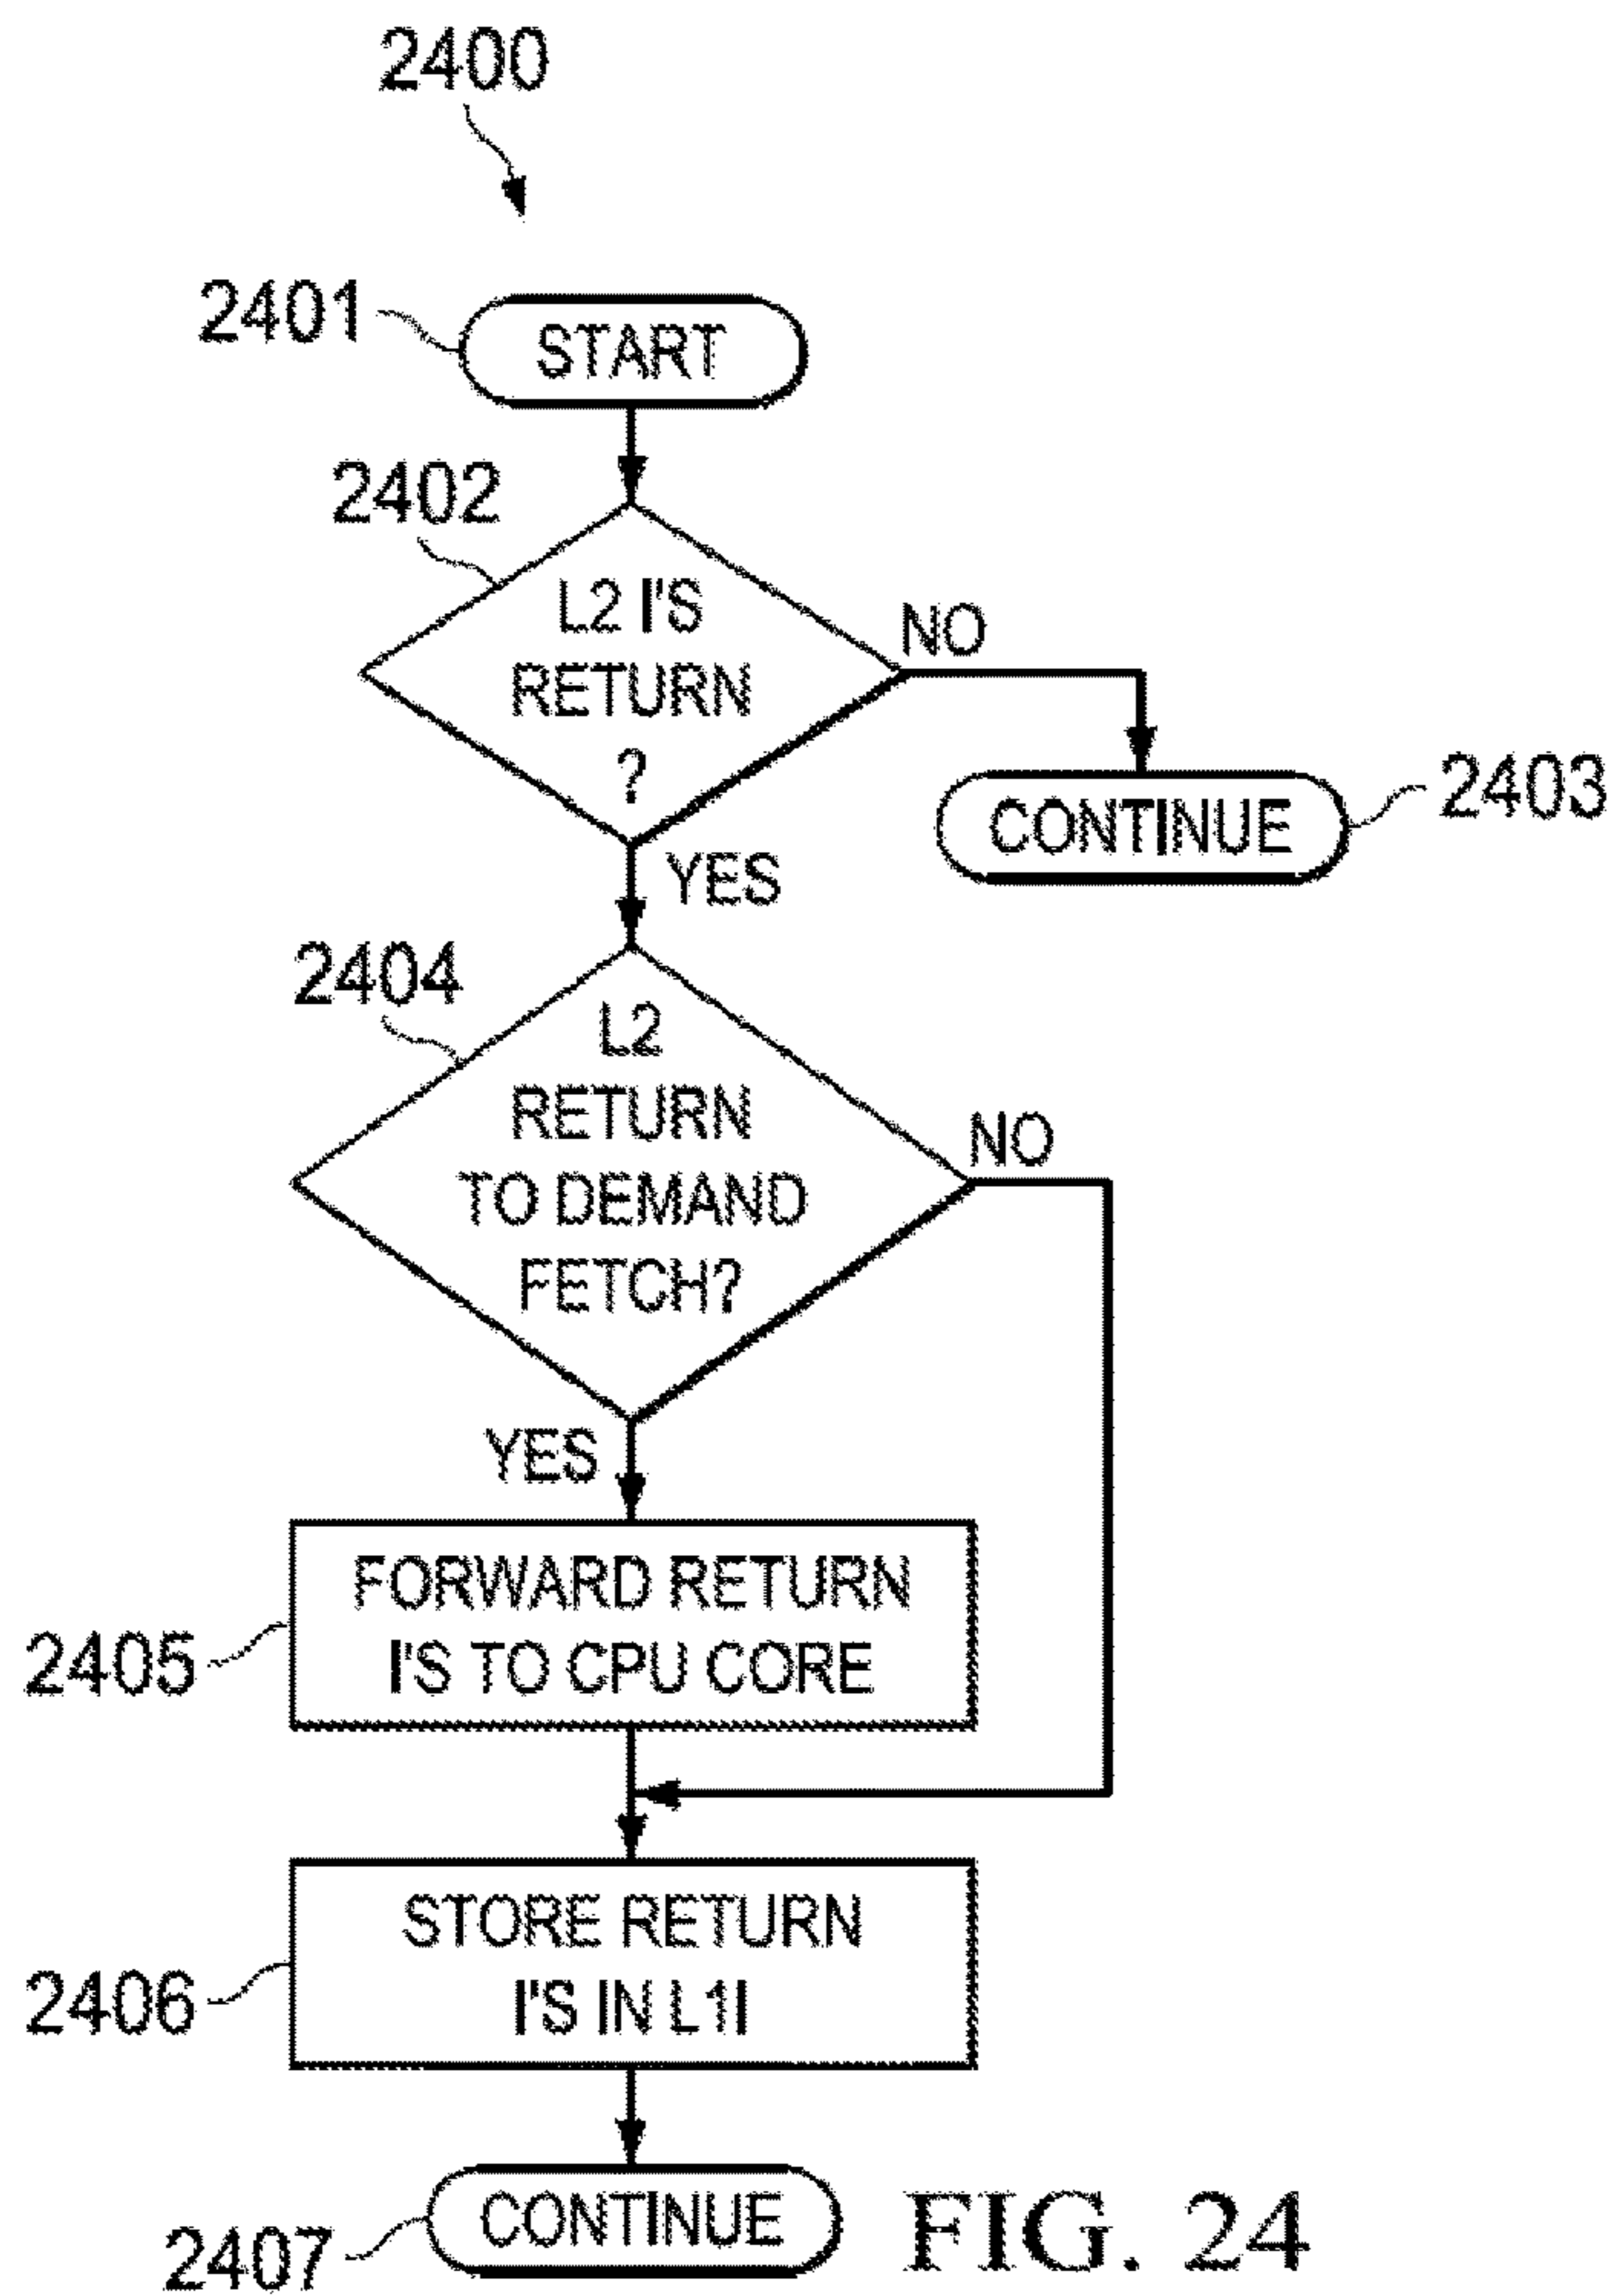 2400
2401
START
2402
L2 I'S
RETURN
?
NO
YES
CONTINUE
2403
2404
L2
RETURN
TO DEMAND
FETCH?
NO
YES
2405
FORWARD RETURN
I'S TO CPU CORE
2406
STORE RETURN
I'S IN L1I
2407
CONTINUE
FIG. 24